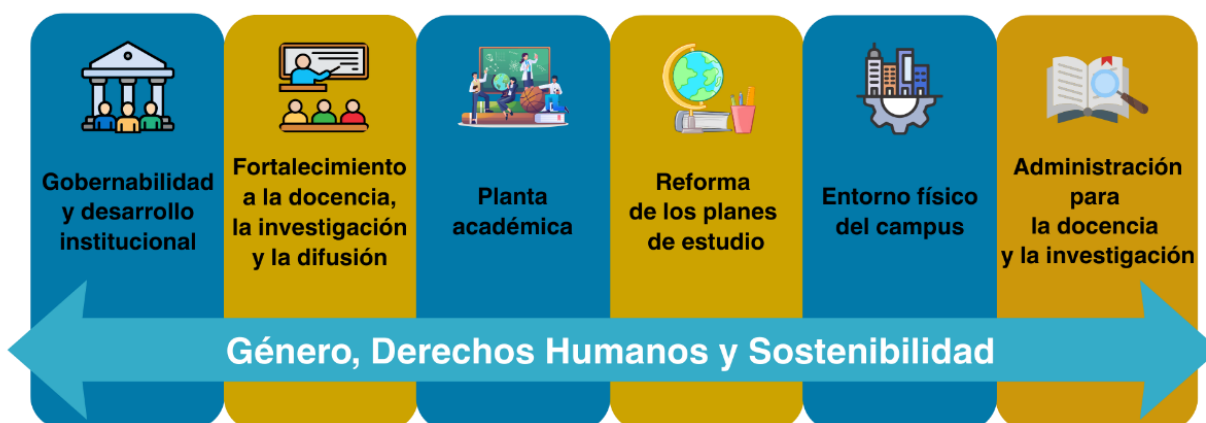 Gobernabilidad
y desarrollo
institucional
Fortalecimiento
a la docencia,
la investigación
y la difusión
Planta
académica
Reforma
de los planes
de estudio
Entorno físico
del campus
Administración
para
la docencia
y la investigación
Género, Derechos Humanos y Sostenibilidad